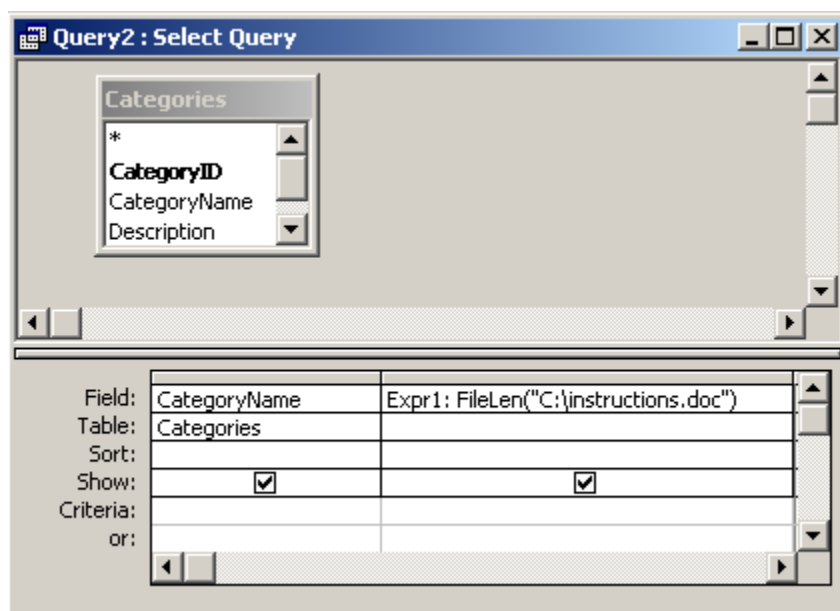 Query2 : Select Query
Categories
*
CategoryID
CategoryName
Description
Field: CategoryName Expr1: FileLen("C:\instructions.doc")
Table: Categories
Sort:
Show:
Criteria:
or: